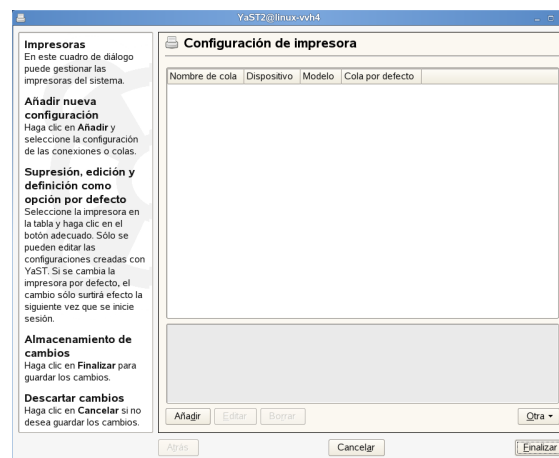 YaST2@linux-vvh4
Impresoras
En este cuadro de diálogo
puede gestionar las
impresoras del sistema.
Añadir nueva
configuración
Haga clic en Añadir y
seleccione la configuración
de las conexiones o colas.
Supresión, edición y
definición como
opción por defecto
Seleccione la impresora en
la tabla y haga clic en el
botón adecuado. Sólo se
pueden editar las
configuraciones creadas con
YaST. Si se cambia la
impresora por defecto, el
cambio sólo surtirá efecto la
siguiente vez que se inicie
sesión.
Almacenamiento de
cambios
Haga clic en Finalizar para
guardar los cambios.
Descartar cambios
Haga clic en Cancelar si no
desea guardar los cambios.
Configuración de impresora
Nombre de cola Dispositivo Modelo Cola por defecto
Añadir Editar Borrar Otra
Atrás Cancelar Finalizar